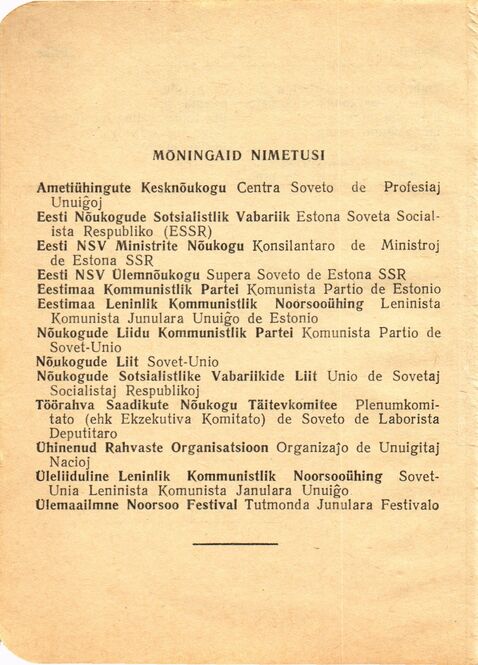 MÕNINGAID NIMETUSI
Ametiühingute Kesknõukogu Centra Soveto de Profesiaj
Unuiĝoj
Eesti Nõukogude Sotsialistlik Vabariik Estona Soveta Social-
ista Respubliko (ESSR)
Eesti NSV Ministrite Nõukogu Konsilantaro de Ministroj
de Estona SSR
Eesti NSV Ülemnõukogu Supera Soveto de Estona SSR
Eestimaa Kommunistlik Partei Komunista Partio de Estonio
Eestimaa Leninlik Kommunistlik Noorsooühing Leninista
Komunista Junulara Unuiĝo de Estonio
Nõukogude Liidu Kommunistlik Partei Komunista Partio de
Sovet-Unio
Nõukogude Liit Sovet-Unio
Nõukogude Sotsialistlike Vabariikide Liit Unio de Sovetaj
Socialistaj Respublikoj
Töörahva Saadikute Nõukogu Täitevkomitee Plenumkomi-
tato (ehk Ekzekutiva Komitato) de Soveto de Laborista
Deputitaro
Ühinenud Rahvaste Organisatsioon Organizaĵo de Unuigitaj
Nacioj
Üleliiduline Leninlik Kommunistlik Noorsooühing Sovet-
Unia Leninista Komunista Janulara Unuiĝo
Ülemaailmne Noorsoo Festival Tutmonda Junulara Festivalo